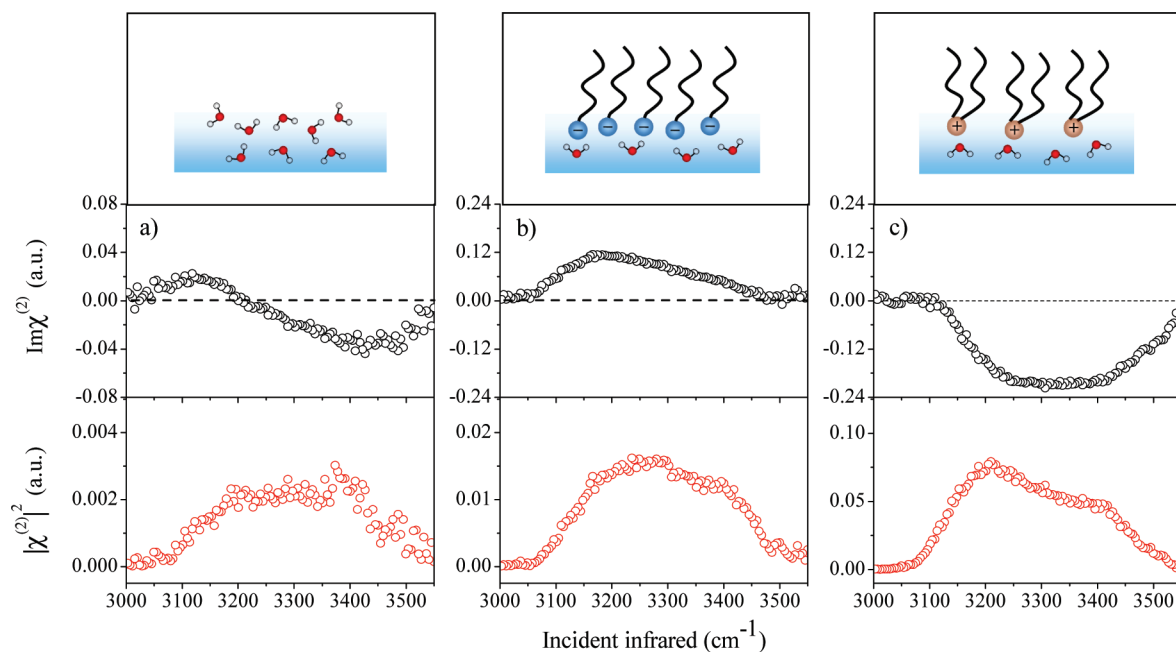 − − − − −
+ + +
a) b) c)
Imχ⁽²⁾ (a.u.)
0.08 0.24 0.24
0.04 0.12 0.12
0.00 0.00 0.00
-0.04 -0.12 -0.12
-0.08 -0.24 -0.24
|χ⁽²⁾|² (a.u.)
0.004 0.02 0.10
0.002 0.01 0.05
0.000 0.00 0.00
3000 3100 3200 3300 3400 3000 3100 3200 3300 3400 3500 3000 3100 3200 3300 3400 3500
Incident infrared (cm⁻¹)